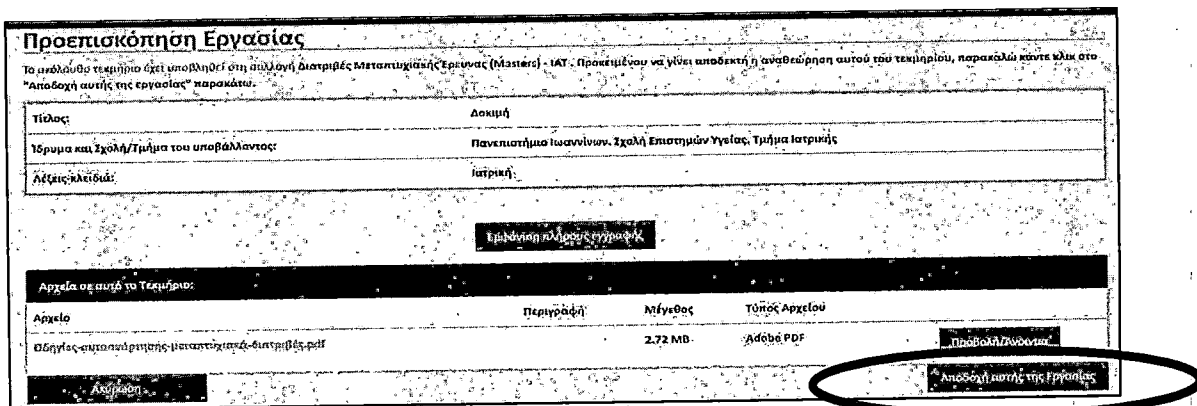 Προεπισκόπηση Εργασίας
Το ακόλουθο τεκμήριο έχει υποβληθεί στη συλλογή Διατριβές Μεταπτυχιακής Έρευνας (Masters) - ΙΑΤ . Προκειμένου να γίνει αποδεκτή η αναθεώρηση αυτού του τεκμηρίου, παρακαλώ κάντε κλικ στο
"Αποδοχή αυτής της εργασίας" παρακάτω.
Τίτλος: Δοκιμή
Ίδρυμα και Σχολή/Τμήμα του υποβάλλοντος: Πανεπιστήμιο Ιωαννίνων. Σχολή Επιστημών Υγείας. Τμήμα Ιατρικής
Λέξεις-κλειδιά: Ιατρική
Εμφάνιση πλήρους εγγραφής
Αρχεία σε αυτό το Τεκμήριο:
Αρχείο Περιγραφή Μέγεθος Τύπος Αρχείου
Οδηγίες-αυτοανάρτησης-μεταπτυχιακά-διατριβές.pdf 2.72 MB Adobe PDF Προβολή/Άνοιγμα
Ακύρωση Αποδοχή αυτής της Εργασίας